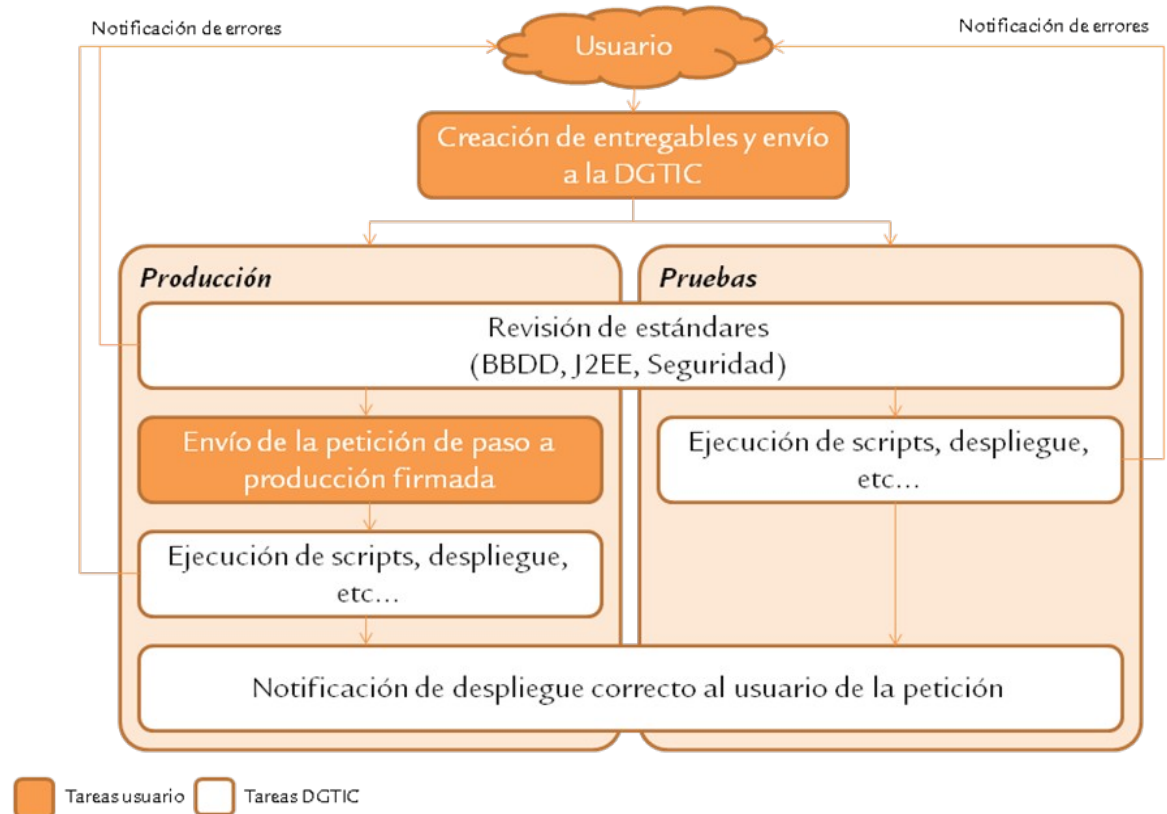 Notificación de errores
Notificación de errores
Usuario
Creación de entregables y envío
a la DGTIC
Producción
Pruebas
Revisión de estándares
(BBDD, J2EE, Seguridad)
Envío de la petición de paso a
producción firmada
Ejecución de scripts, despliegue,
etc...
Ejecución de scripts, despliegue,
etc...
Notificación de despliegue correcto al usuario de la petición
Tareas usuario
Tareas DGTIC